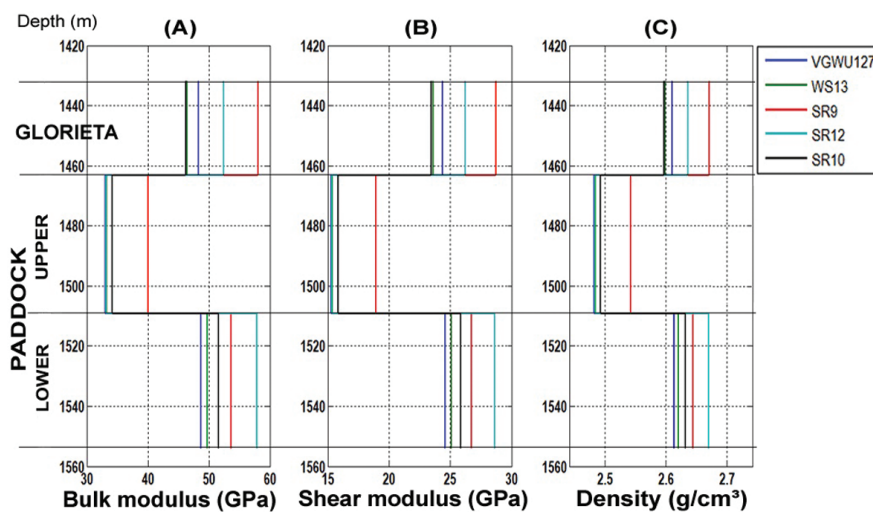 Depth (m)
(A)
(B)
(C)
1420
1440
1460
1480
1500
1520
1540
1560
30
40
50
60
Bulk modulus (GPa)
1420
1440
1460
1480
1500
1520
1540
1560
15
20
25
30
Shear modulus (GPa)
1420
1440
1460
1480
1500
1520
1540
1560
2.5
2.6
2.7
Density (g/cm³)
GLORIETA
PADDOCK
UPPER
LOWER
VGWU127
WS13
SR9
SR12
SR10